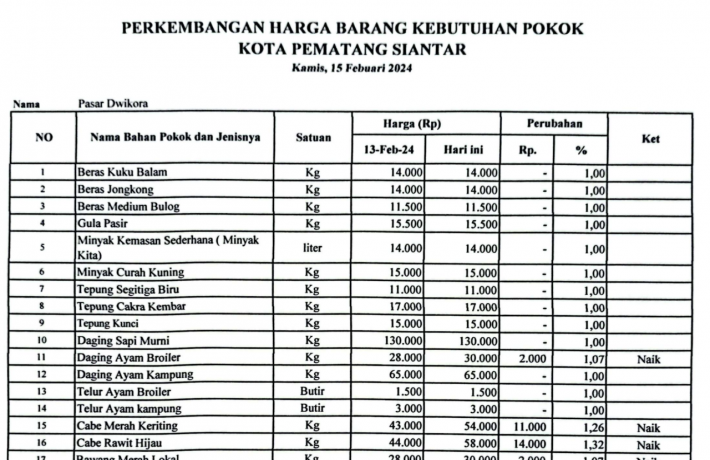 PERKEMBANGAN HARGA BARANG KEBUTUHAN POKOK
KOTA PEMATANG SIANTAR
Kamis, 15 Febuari 2024
Nama Pasar Dwikora
NO Nama Bahan Pokok dan Jenisnya Satuan Harga (Rp) Perubahan Ket
13-Feb-24 Hari ini Rp. %
1 Beras Kuku Balam Kg 14.000 14.000 - 1,00
2 Beras Jongkong Kg 14.000 14.000 - 1,00
3 Beras Medium Bulog Kg 11.500 11.500 - 1,00
4 Gula Pasir Kg 15.500 15.500 - 1,00
5 Minyak Kemasan Sederhana ( Minyak
Kita) liter 14.000 14.000 - 1,00
6 Minyak Curah Kuning Kg 15.000 15.000 - 1,00
7 Tepung Segitiga Biru Kg 11.000 11.000 - 1,00
8 Tepung Cakra Kembar Kg 17.000 17.000 - 1,00
9 Tepung Kunci Kg 15.000 15.000 - 1,00
10 Daging Sapi Murni Kg 130.000 130.000 - 1,00
11 Daging Ayam Broiler Kg 28.000 30.000 2.000 1,07 Naik
12 Daging Ayam Kampung Kg 65.000 65.000 - 1,00
13 Telur Ayam Broiler Butir 1.500 1.500 - 1,00
14 Telur Ayam kampung Butir 3.000 3.000 - 1,00
15 Cabe Merah Keriting Kg 43.000 54.000 11.000 1,26 Naik
16 Cabe Rawit Hijau Kg 44.000 58.000 14.000 1,32 Naik
17 Bawang Merah Lokal Kg 28.000 30.000 2.000 1,07 Naik